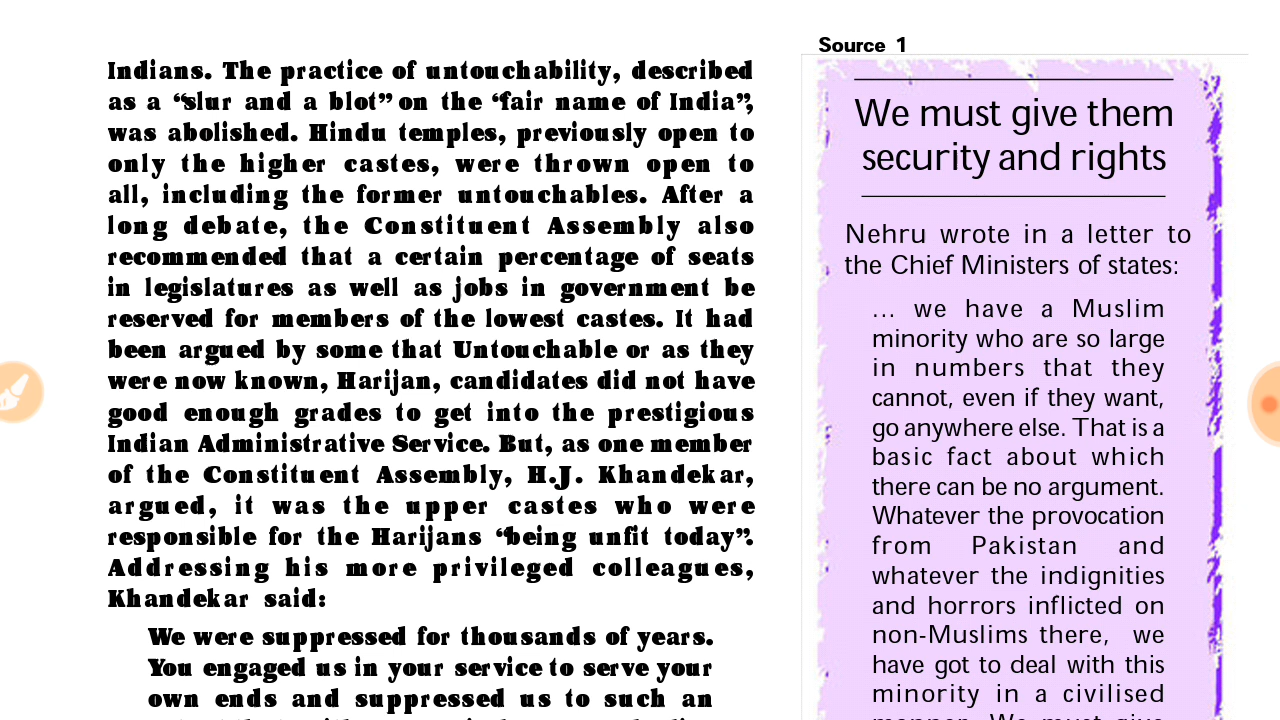 Indians. The practice of untouchability, described
as a “slur and a blot” on the “fair name of India”,
was abolished. Hindu temples, previously open to
only the higher castes, were thrown open to
all, including the former untouchables. After a
long debate, the Constituent Assembly also
recommended that a certain percentage of seats
in legislatures as well as jobs in government be
reserved for members of the lowest castes. It had
been argued by some that Untouchable or as they
were now known, Harijan, candidates did not have
good enough grades to get into the prestigious
Indian Administrative Service. But, as one member
of the Constituent Assembly, H.J. Khandekar,
argued, it was the upper castes who were
responsible for the Harijans “being unfit today”.
Addressing his more privileged colleagues,
Khandekar said:
We were suppressed for thousands of years.
You engaged us in your service to serve your
own ends and suppressed us to such an
Source 1
We must give them
security and rights
Nehru wrote in a letter to
the Chief Ministers of states:
... we have a Muslim
minority who are so large
in numbers that they
cannot, even if they want,
go anywhere else. That is a
basic fact about which
there can be no argument.
Whatever the provocation
from Pakistan and
whatever the indignities
and horrors inflicted on
non-Muslims there, we
have got to deal with this
minority in a civilised